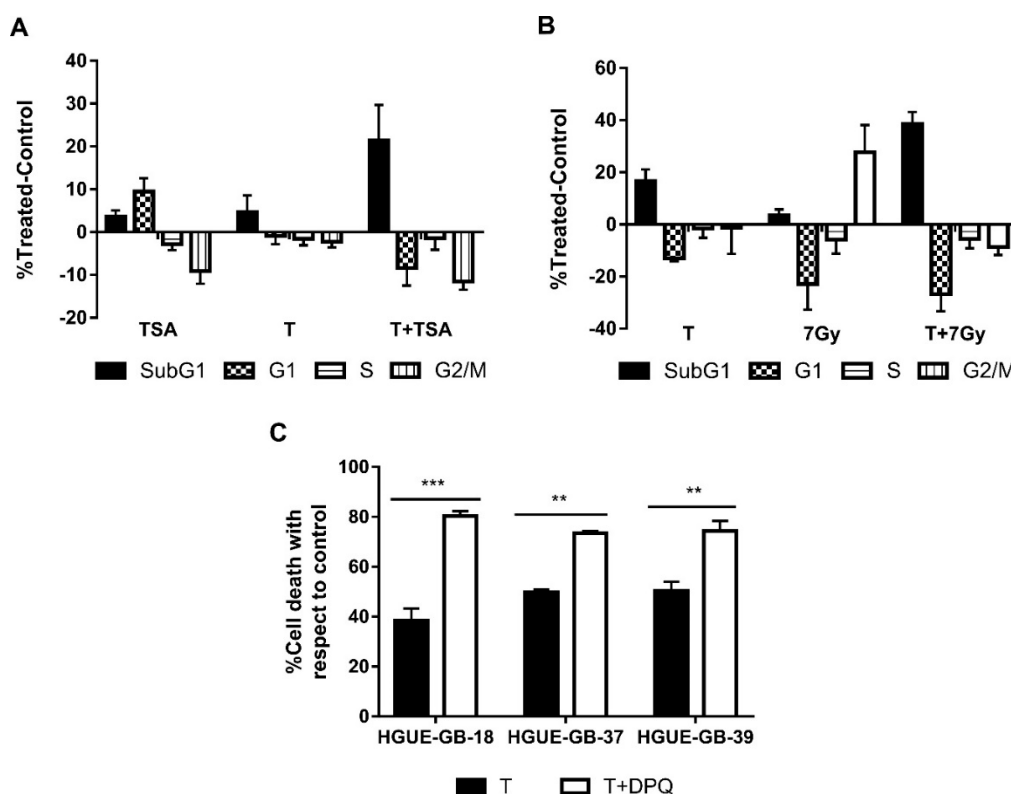 A
%Treated-Control
40
30
20
10
0
-10
-20
TSA T T+TSA
SubG1 G1 S G2/M
B
%Treated-Control
60
40
20
0
-20
-40
T 7Gy T+7Gy
SubG1 G1 S G2/M
C
%Cell death with
respect to control
100
80
60
40
20
0
*** ** **
HGUE-GB-18 HGUE-GB-37 HGUE-GB-39
T T+DPQ